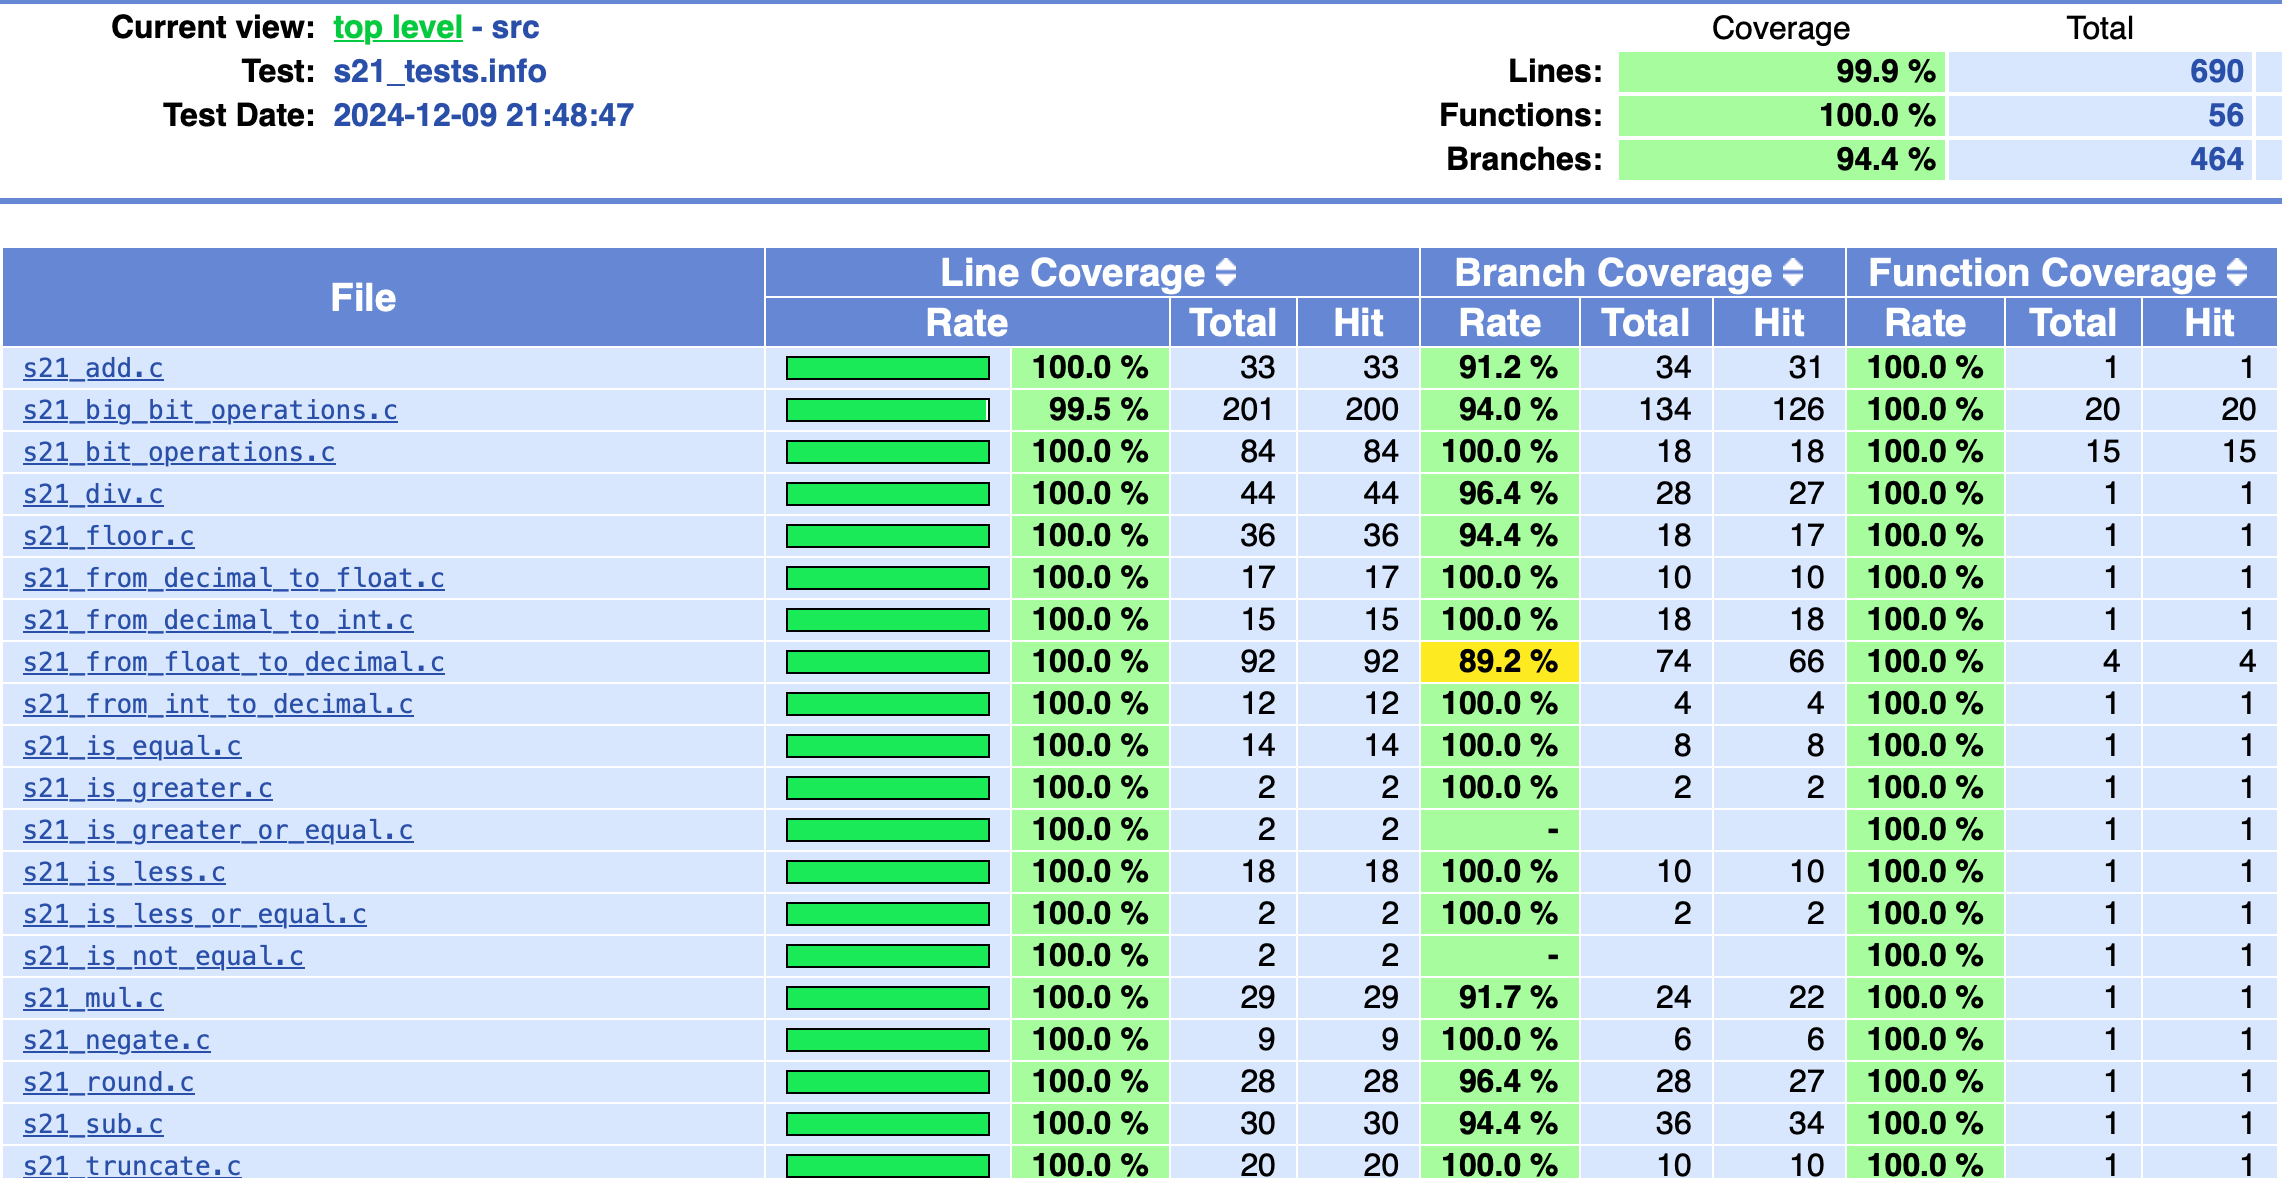 Current view: top level - src
Coverage Total
Test: s21_tests.info
Lines: 99.9 % 690
Test Date: 2024-12-09 21:48:47
Functions: 100.0 % 56
Branches: 94.4 % 464
File Line Coverage Branch Coverage Function Coverage
Rate Total Hit Rate Total Hit Rate Total Hit
s21_add.c 100.0 % 33 33 91.2 % 34 31 100.0 % 1 1
s21_big_bit_operations.c 99.5 % 201 200 94.0 % 134 126 100.0 % 20 20
s21_bit_operations.c 100.0 % 84 84 100.0 % 18 18 100.0 % 15 15
s21_div.c 100.0 % 44 44 96.4 % 28 27 100.0 % 1 1
s21_floor.c 100.0 % 36 36 94.4 % 18 17 100.0 % 1 1
s21_from_decimal_to_float.c 100.0 % 17 17 100.0 % 10 10 100.0 % 1 1
s21_from_decimal_to_int.c 100.0 % 15 15 100.0 % 18 18 100.0 % 1 1
s21_from_float_to_decimal.c 100.0 % 92 92 89.2 % 74 66 100.0 % 4 4
s21_from_int_to_decimal.c 100.0 % 12 12 100.0 % 4 4 100.0 % 1 1
s21_is_equal.c 100.0 % 14 14 100.0 % 8 8 100.0 % 1 1
s21_is_greater.c 100.0 % 2 2 100.0 % 2 2 100.0 % 1 1
s21_is_greater_or_equal.c 100.0 % 2 2 - 100.0 % 1 1
s21_is_less.c 100.0 % 18 18 100.0 % 10 10 100.0 % 1 1
s21_is_less_or_equal.c 100.0 % 2 2 100.0 % 2 2 100.0 % 1 1
s21_is_not_equal.c 100.0 % 2 2 - 100.0 % 1 1
s21_mul.c 100.0 % 29 29 91.7 % 24 22 100.0 % 1 1
s21_negate.c 100.0 % 9 9 100.0 % 6 6 100.0 % 1 1
s21_round.c 100.0 % 28 28 96.4 % 28 27 100.0 % 1 1
s21_sub.c 100.0 % 30 30 94.4 % 36 34 100.0 % 1 1
s21_truncate.c 100.0 % 20 20 100.0 % 10 10 100.0 % 1 1